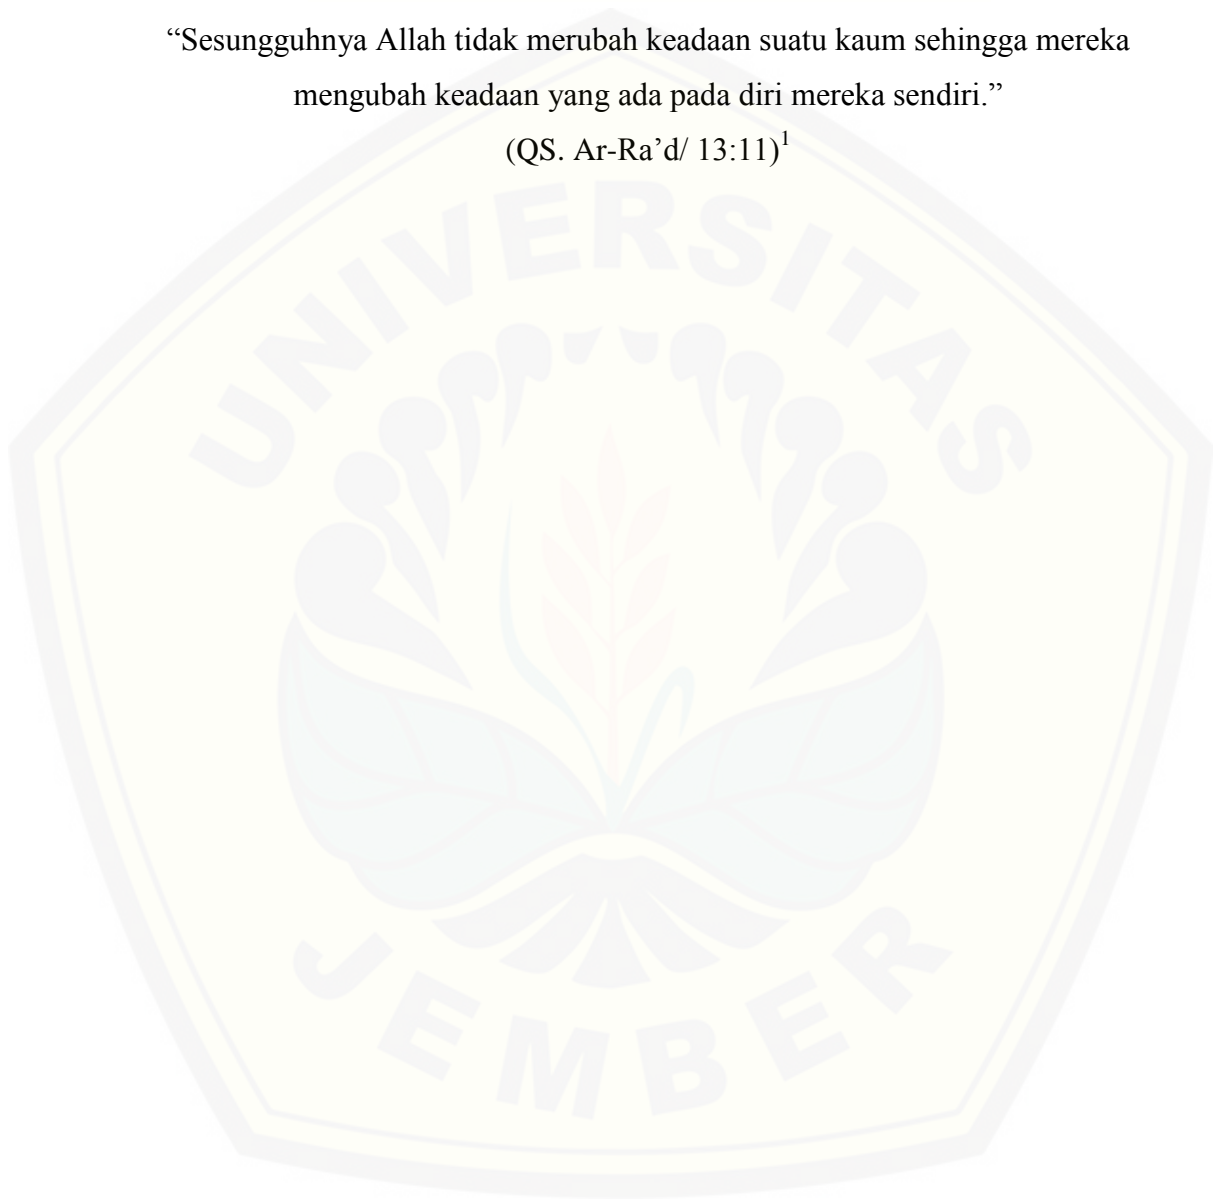 “Sesungguhnya Allah tidak merubah keadaan suatu kaum sehingga mereka
mengubah keadaan yang ada pada diri mereka sendiri.”
(QS. Ar-Ra’d/ 13:11)¹
UNIVERSITAS
JEMBER